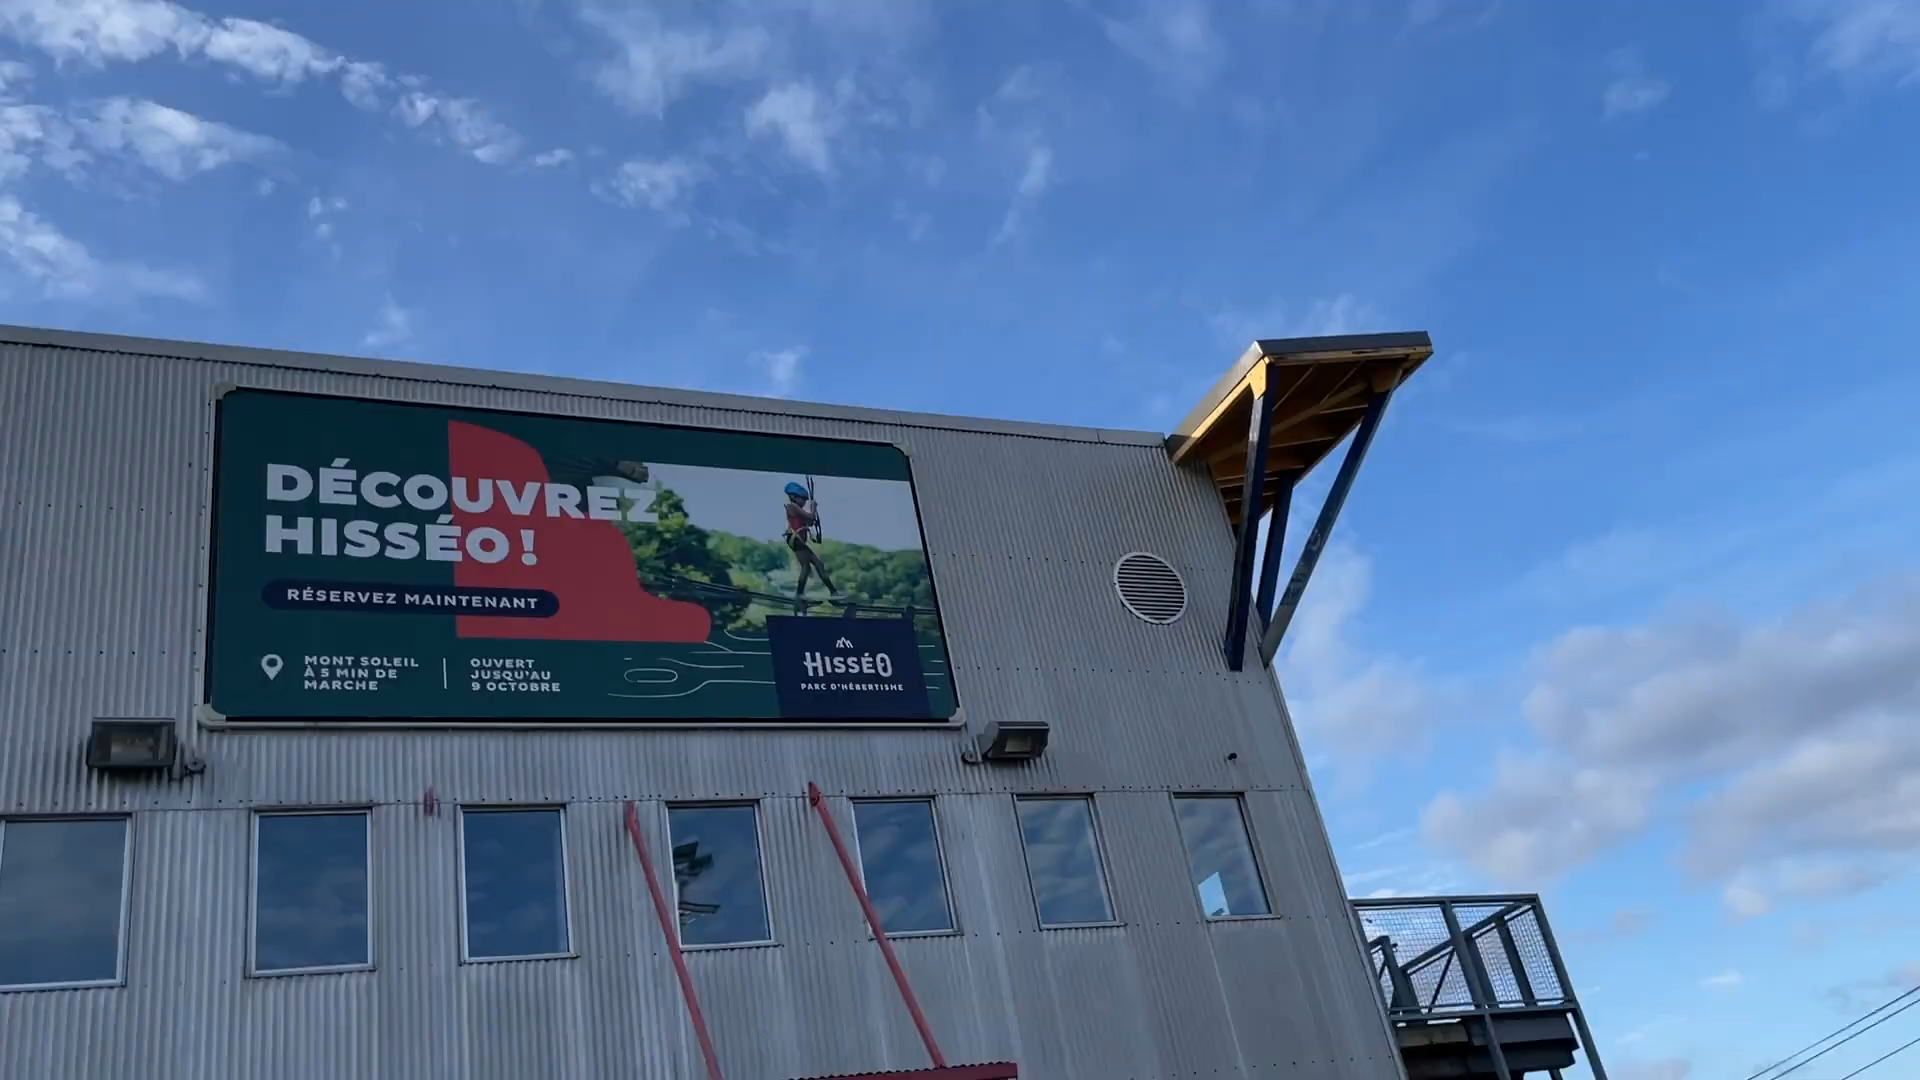 DÉCOUVREZ
HISSÉO !
RÉSERVEZ MAINTENANT
MONT SOLEIL
À 5 MIN DE
MARCHE
OUVERT
JUSQU'AU
9 OCTOBRE
HISSÉO
PARC D'HÉBERTISME